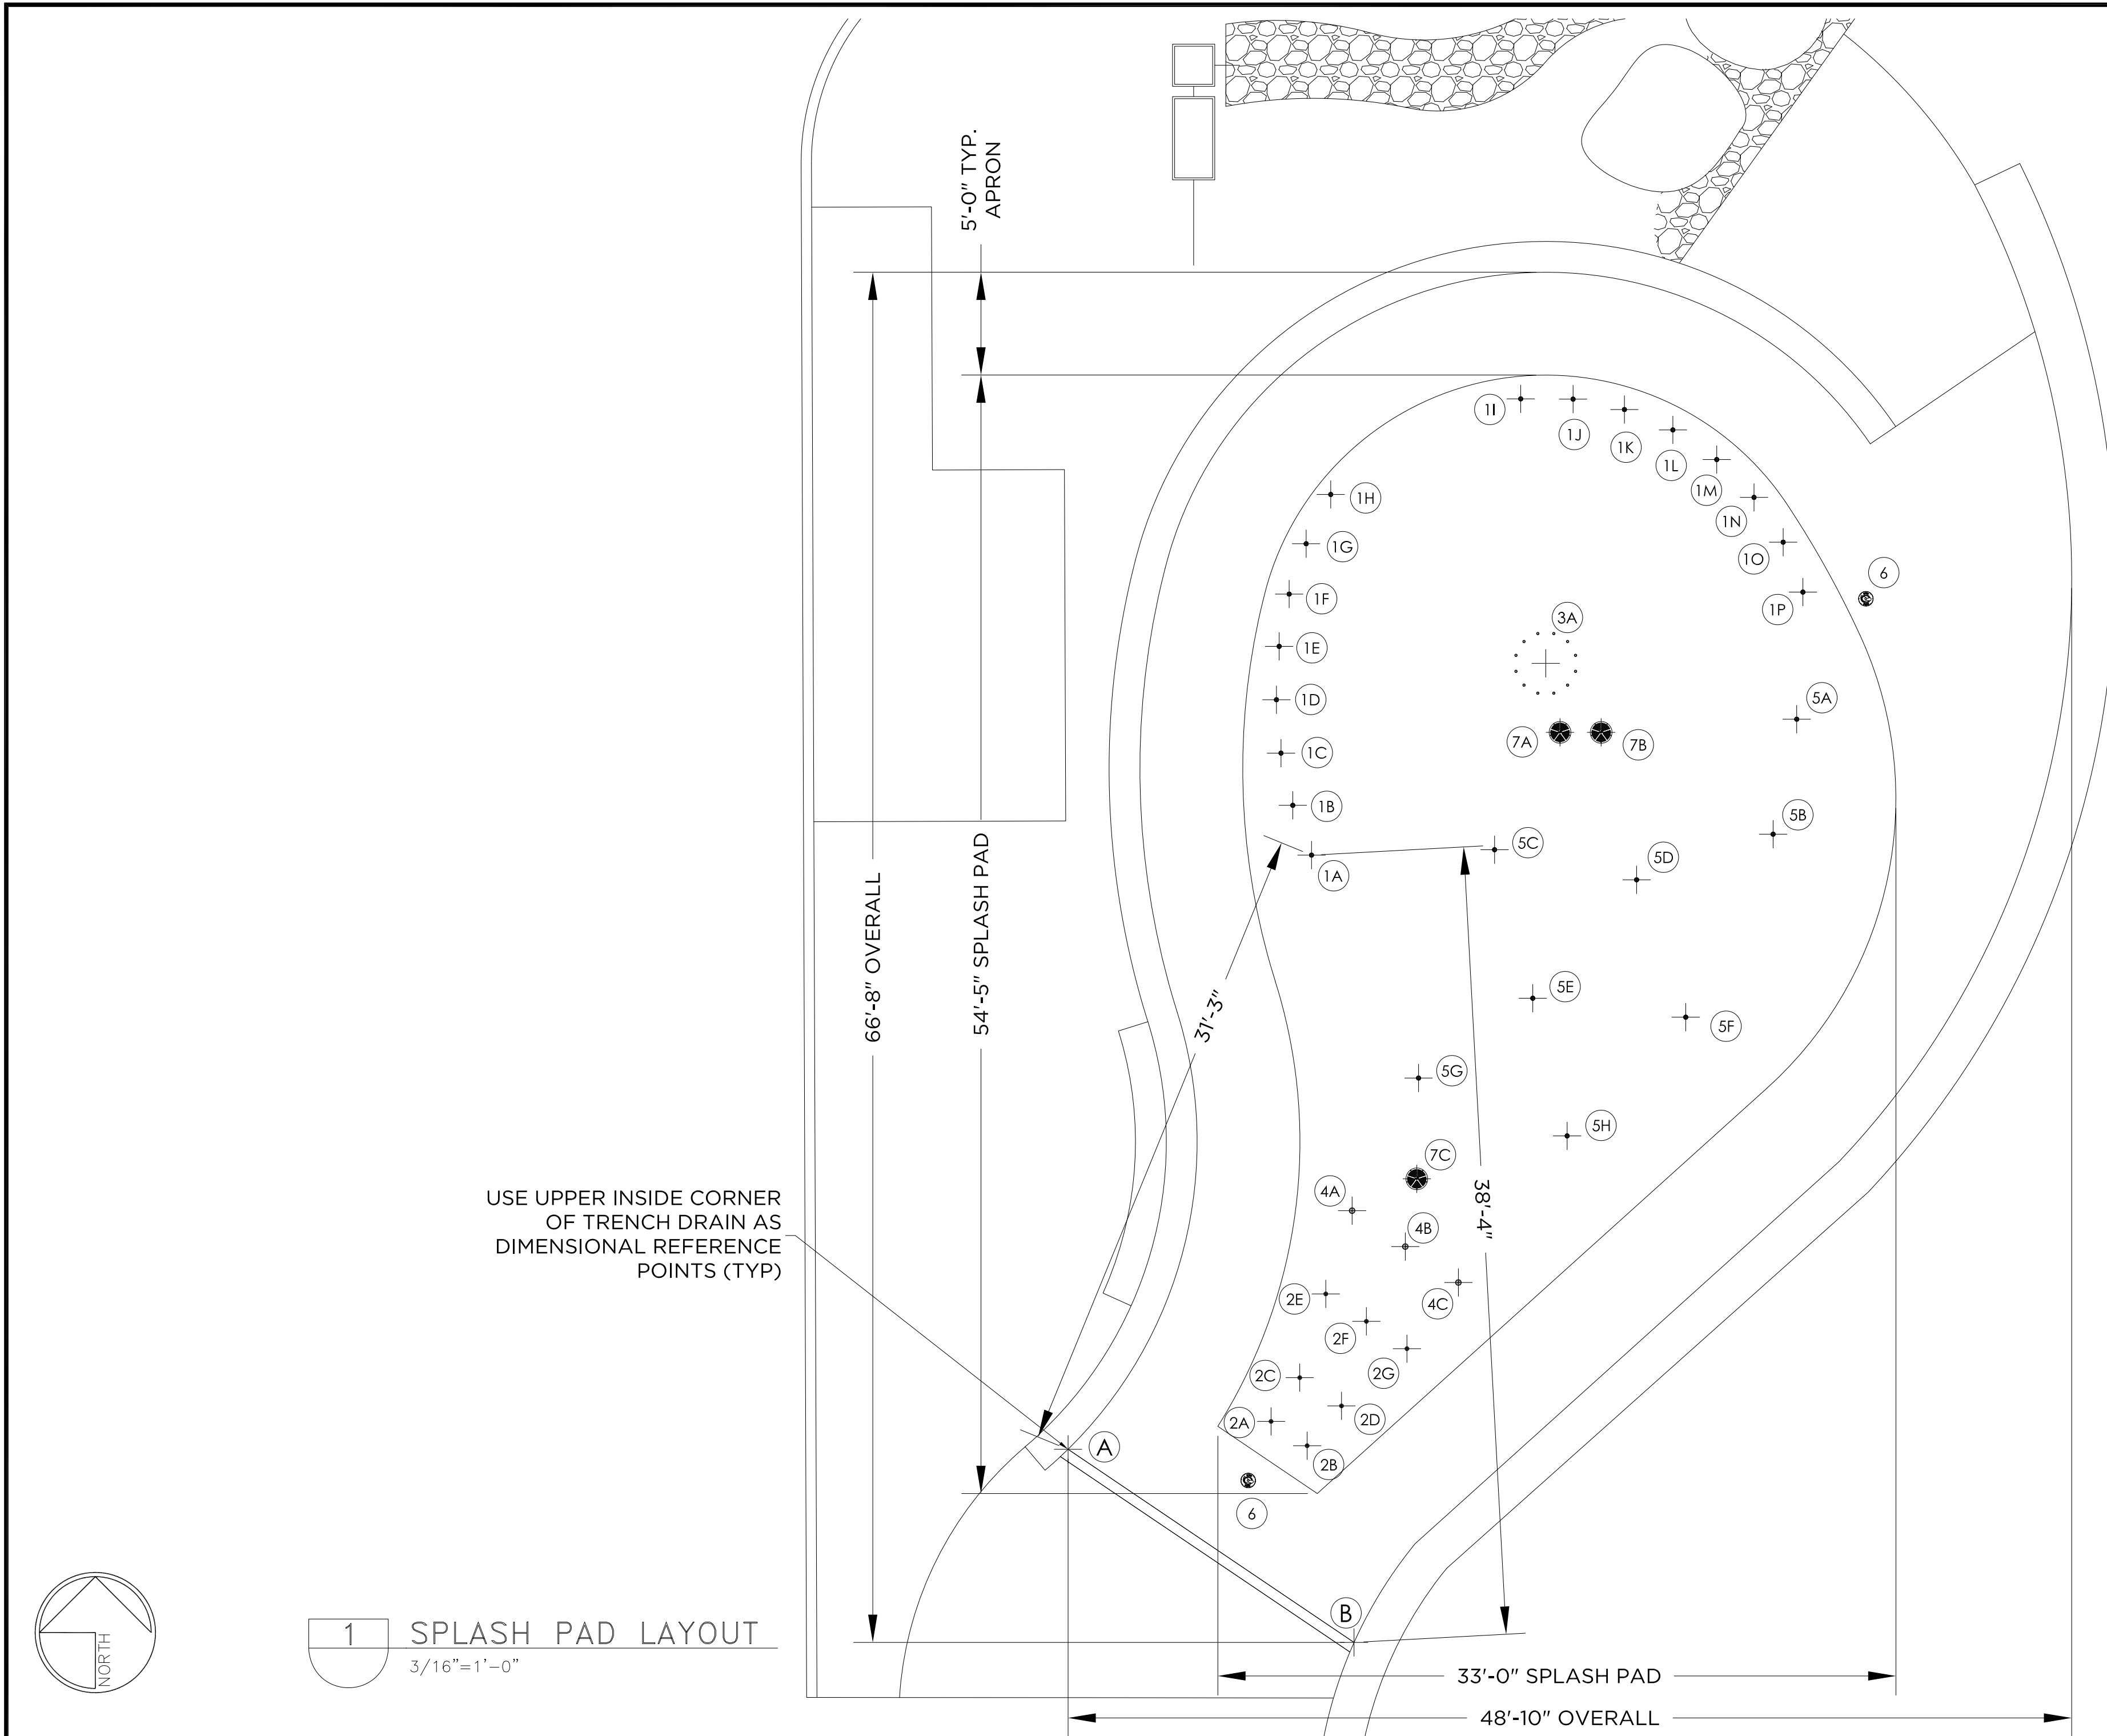 5'-0" TYP.
APRON
1I
1J
1K
1L
1M
1N
1O
1P
1H
1G
1F
1E
1D
1C
1B
1A
6
3A
7A
7B
5A
5B
5C
5D
5E
5F
5G
5H
66'-8" OVERALL
54'-5" SPLASH PAD
31'-3"
38'-4"
7C
4A
4B
4C
2E
2F
2G
2C
2D
2A
2B
USE UPPER INSIDE CORNER
OF TRENCH DRAIN AS
DIMENSIONAL REFERENCE
POINTS (TYP)
A
6
B
NORTH
1
SPLASH PAD LAYOUT
3/16"=1'-0"
33'-0" SPLASH PAD
48'-10" OVERALL